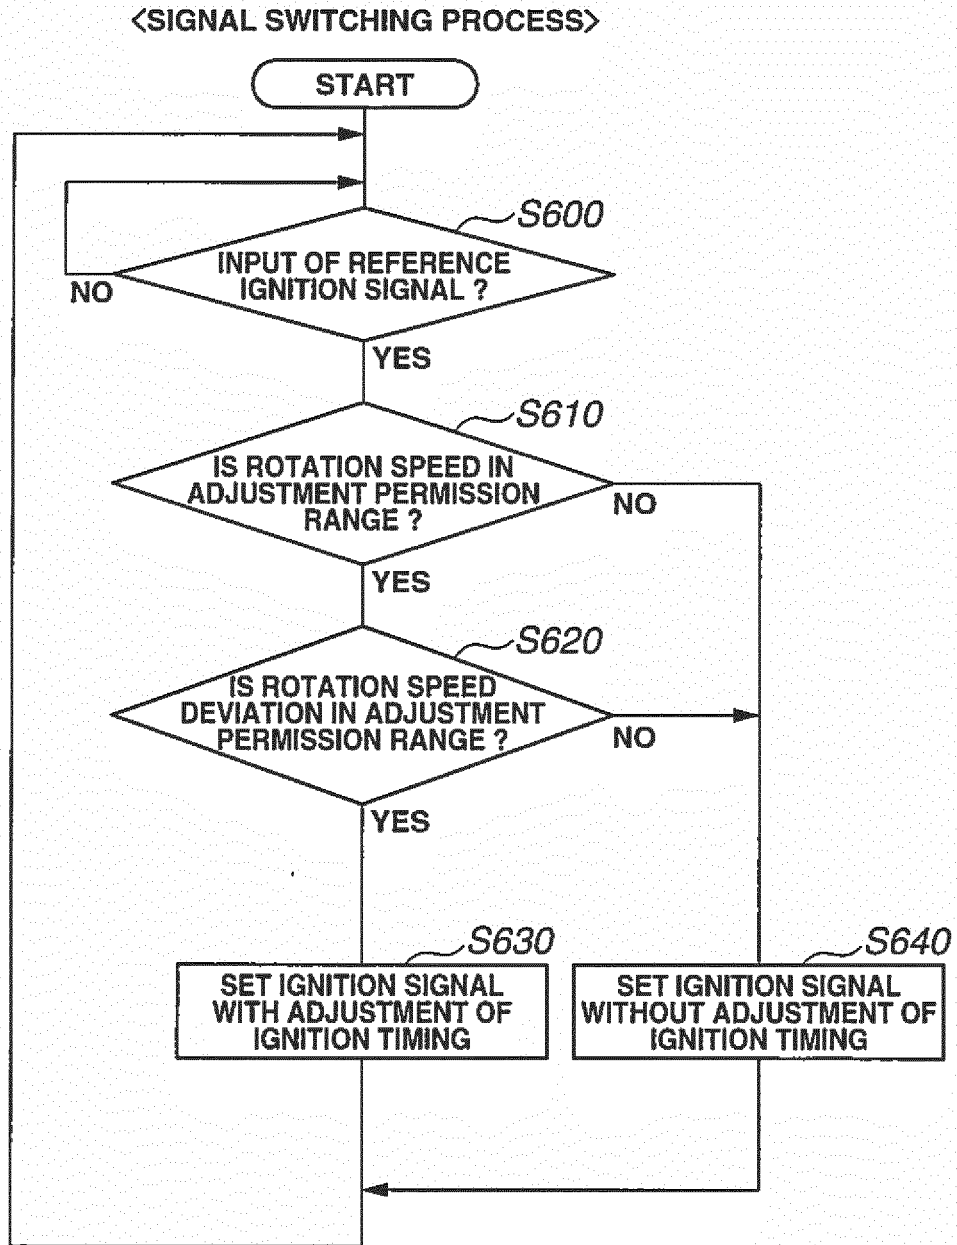 <SIGNAL SWITCHING PROCESS>
START
S600
INPUT OF REFERENCE
IGNITION SIGNAL ?
NO
YES
S610
IS ROTATION SPEED IN
ADJUSTMENT PERMISSION
RANGE ?
NO
YES
S620
IS ROTATION SPEED
DEVIATION IN ADJUSTMENT
PERMISSION RANGE ?
NO
YES
S630
SET IGNITION SIGNAL
WITH ADJUSTMENT OF
IGNITION TIMING
S640
SET IGNITION SIGNAL
WITHOUT ADJUSTMENT OF
IGNITION TIMING